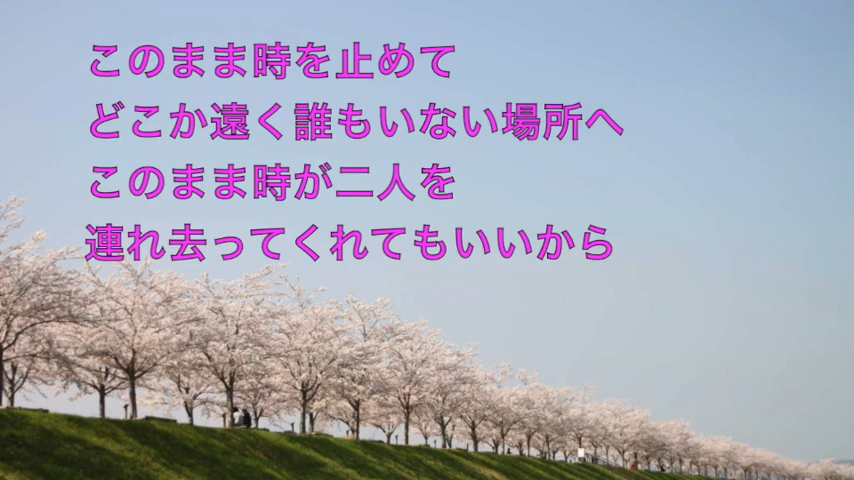 このまま時を止めて
どこか遠く誰もいない場所へ
このまま時が二人を
連れ去ってくれてもいいから